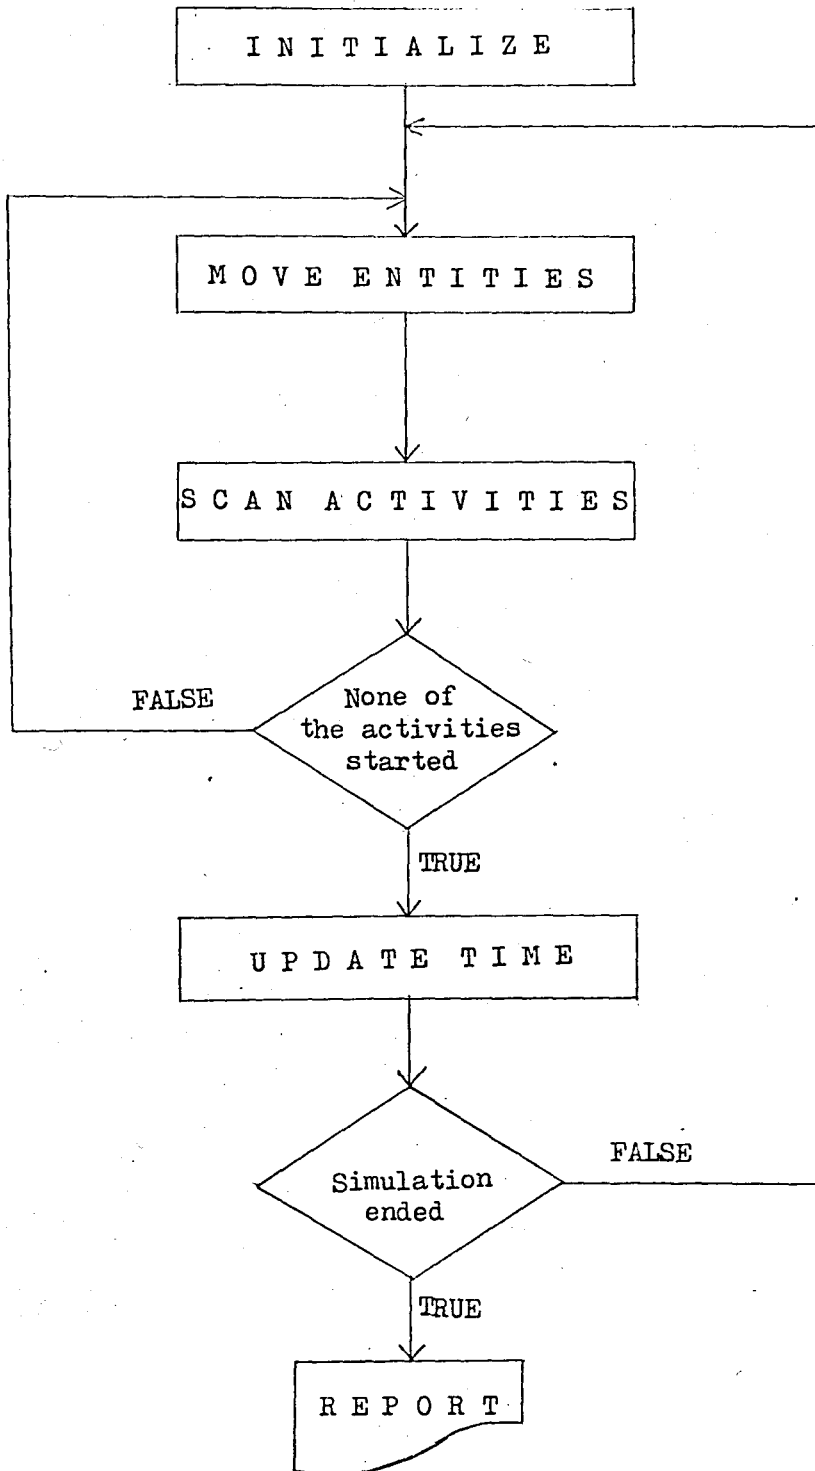 INITIALIZE
MOVE ENTITIES
SCAN ACTIVITIES
FALSE
None of
the activities
started
TRUE
UPDATE TIME
FALSE
Simulation
ended
TRUE
REPORT